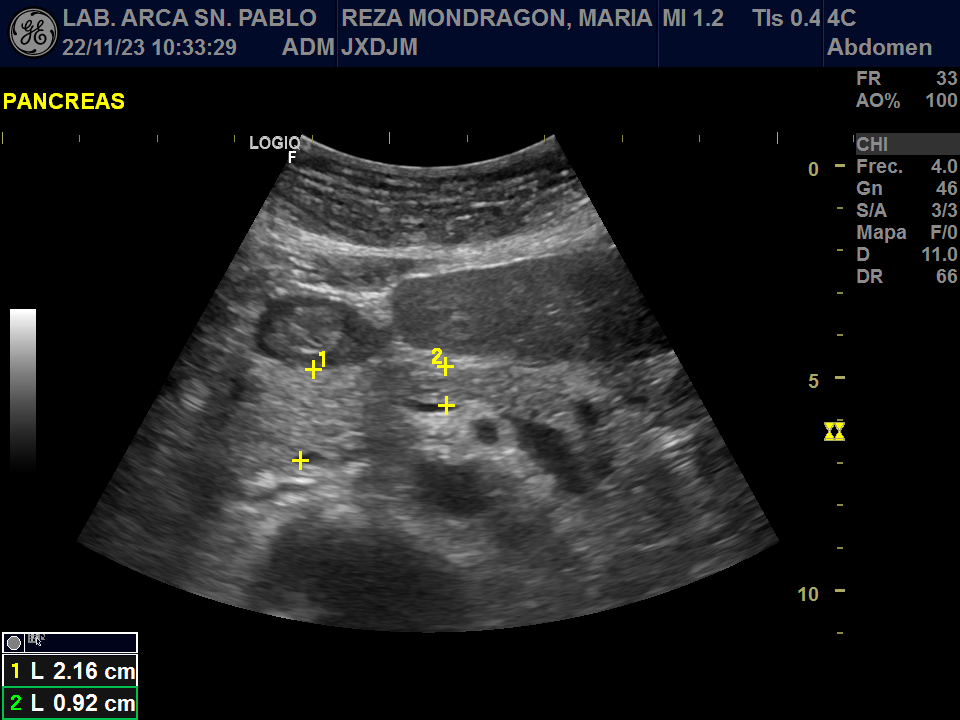 LAB. ARCA SN. PABLO
REZA MONDRAGON, MARIA
MI 1.2
TIs 0.4
4C
22/11/23 10:33:29
ADM
JXDJM
Abdomen
PANCREAS
FR 33
AO% 100
LOGIQ
F
CHI
Frec. 4.0
Gn 46
S/A 3/3
Mapa F/0
D 11.0
DR 66
0
5
10
1
2
1 L 2.16 cm
2 L 0.92 cm